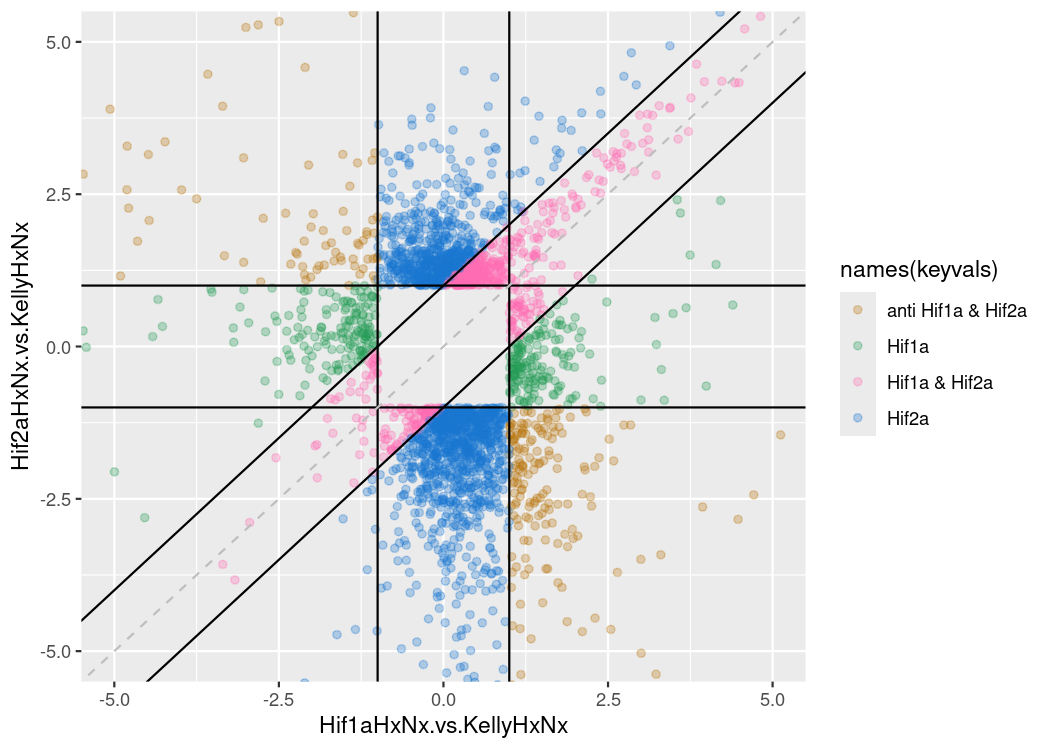 5.0
2.5
0.0
-2.5
-5.0
Hif2aHxNx.vs.KellyHxNx
-5.0 -2.5 0.0 2.5 5.0
Hif1aHxNx.vs.KellyHxNx
names(keyvals)
anti Hif1a & Hif2a
Hif1a
Hif1a & Hif2a
Hif2a